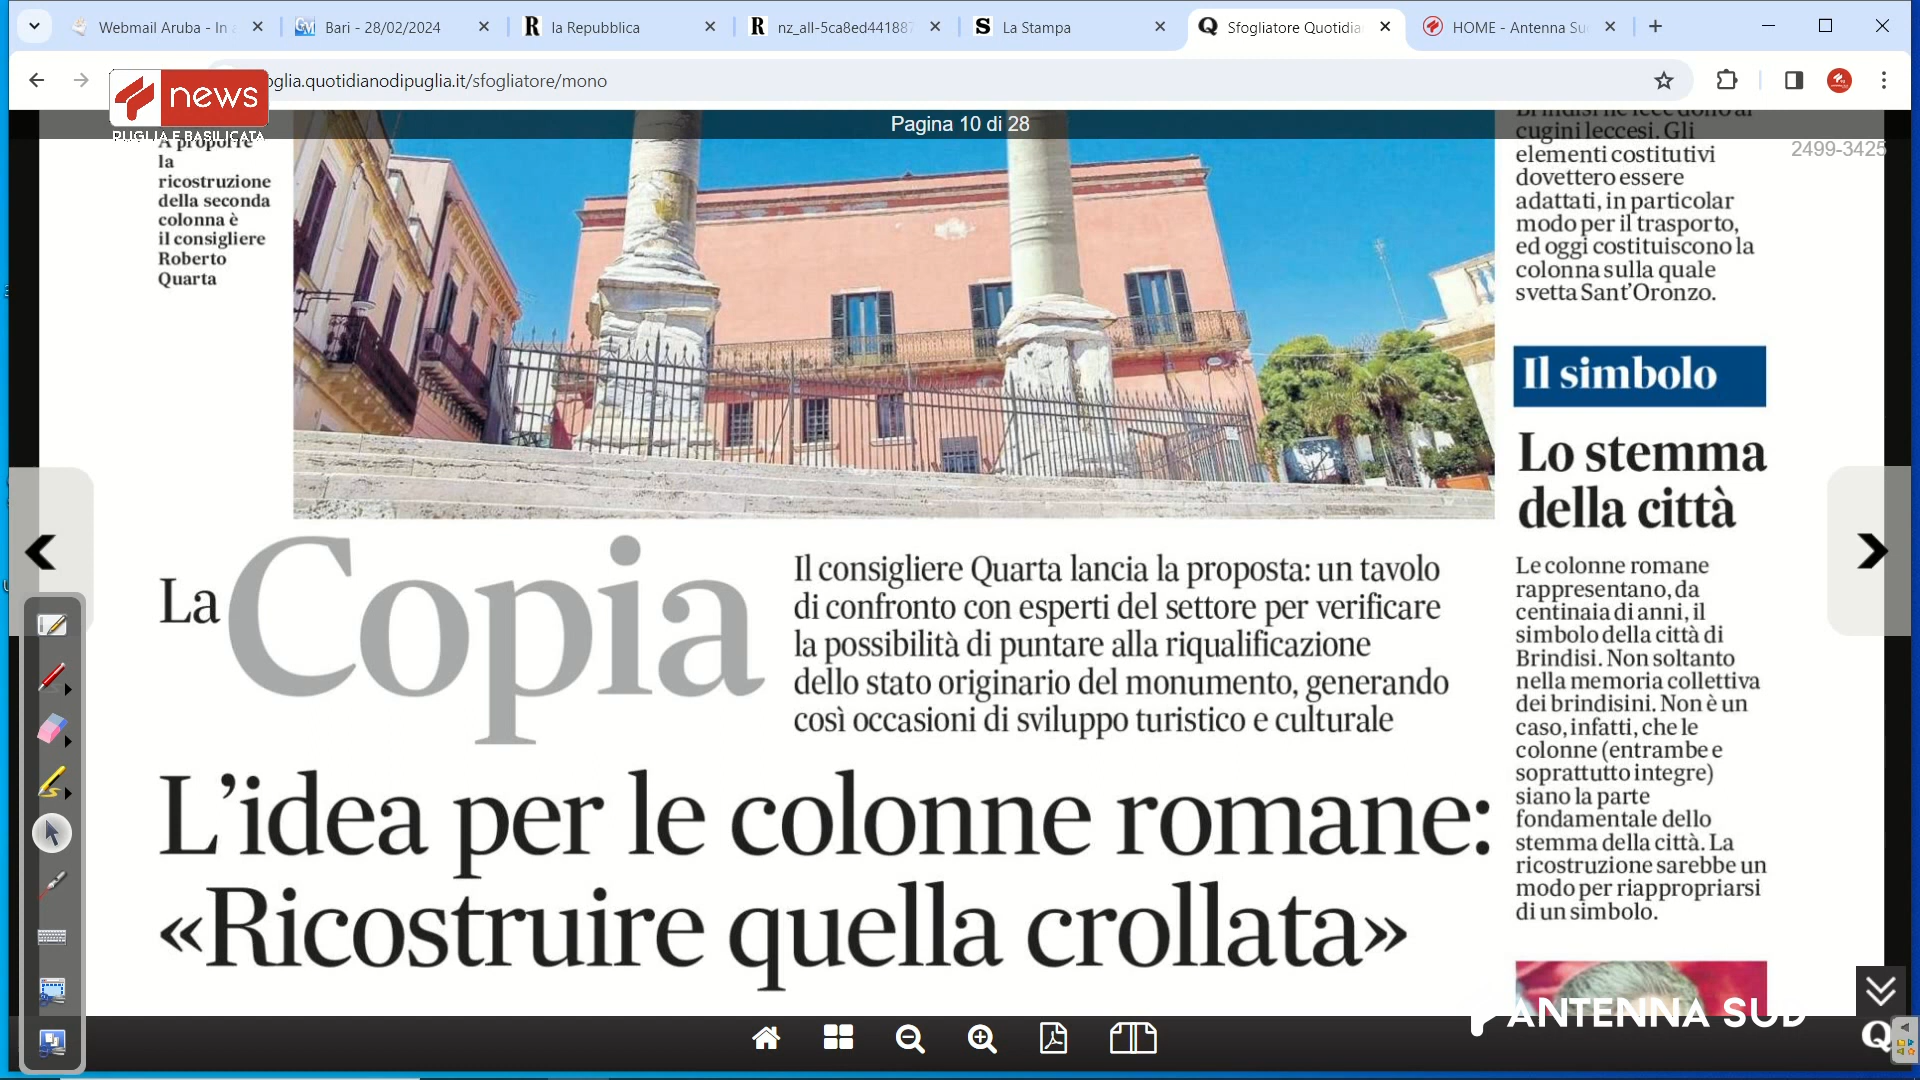 Webmail Aruba - In
Bari - 28/02/2024
la Repubblica
nz_all-5ca8ed441887
La Stampa
Sfogliatore Quotidia
HOME - Antenna Su
oglia.quotidianodipuglia.it/sfogliatore/mono
news
PUGLIA E BASILICATA
Pagina 10 di 28
2499-3425
A proporre
la
ricostruzione
della seconda
colonna è
il consigliere
Roberto
Quarta
Brindisi ne fece dono ai
cugini leccesi. Gli
elementi costitutivi
dovettero essere
adattati, in particolar
modo per il trasporto,
ed oggi costituiscono la
colonna sulla quale
svetta Sant'Oronzo.
La Copia
Il consigliere Quarta lancia la proposta: un tavolo
di confronto con esperti del settore per verificare
la possibilità di puntare alla riqualificazione
dello stato originario del monumento, generando
così occasioni di sviluppo turistico e culturale
L'idea per le colonne romane:
«Ricostruire quella crollata»
Il simbolo
Lo stemma
della città
Le colonne romane
rappresentano, da
centinaia di anni, il
simbolo della città di
Brindisi. Non soltanto
nella memoria collettiva
dei brindisini. Non è un
caso, infatti, che le
colonne (entrambe e
soprattutto integre)
siano la parte
fondamentale dello
stemma della città. La
ricostruzione sarebbe un
modo per riappropriarsi
di un simbolo.
ANTENNA SUD
Q